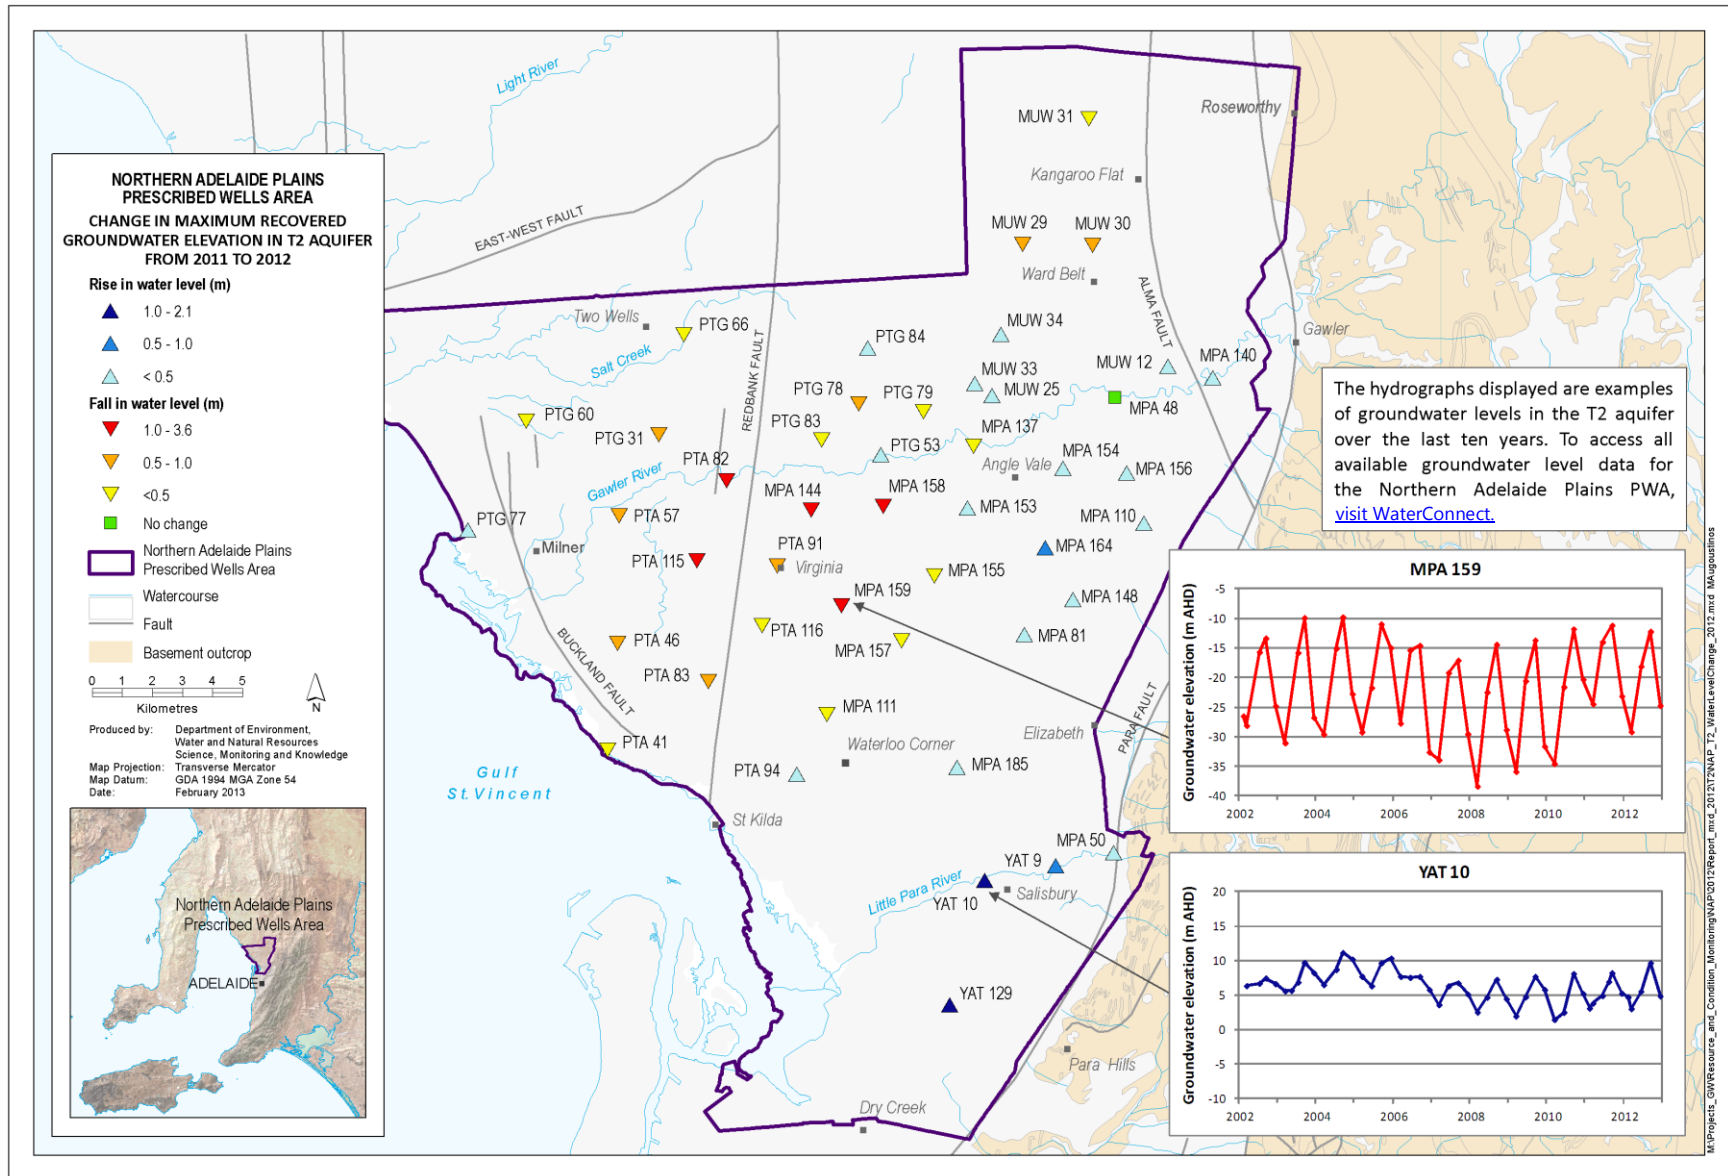 NORTHERN ADELAIDE PLAINS
PRESCRIBED WELLS AREA
CHANGE IN MAXIMUM RECOVERED
GROUNDWATER ELEVATION IN T2 AQUIFER
FROM 2011 TO 2012
Rise in water level (m)
1.0 - 2.1
0.5 - 1.0
< 0.5
Fall in water level (m)
1.0 - 3.6
0.5 - 1.0
<0.5
No change
Northern Adelaide Plains
Prescribed Wells Area
Watercourse
Fault
Basement outcrop
0 1 2 3 4 5
Kilometres
N
Produced by: Department of Environment,
Water and Natural Resources
Science, Monitoring and Knowledge
Map Projection: Transverse Mercator
Map Datum: GDA 1994 MGA Zone 54
Date: February 2013
Northern Adelaide Plains
Prescribed Wells Area
ADELAIDE
Light River
Roseworthy
MUW 31
Kangaroo Flat
EAST-WEST FAULT
MUW 29
MUW 30
Ward Belt
ALMA FAULT
Two Wells
PTG 66
Salt Creek
REDBANK FAULT
PTG 84
MUW 34
Gawler
MUW 12
MPA 140
MUW 33
MUW 25
MPA 48
PTG 78
PTG 79
PTG 60
PTG 83
PTG 31
MPA 137
PTG 53
Angle Vale
MPA 154
MPA 156
PTA 82
Gawler River
MPA 144
MPA 158
MPA 153
MPA 110
PTG 77
PTA 57
Milner
PTA 115
PTA 91
Virginia
MPA 164
MPA 155
MPA 159
MPA 148
PTA 116
MPA 81
MPA 157
PTA 46
BUCKLAND FAULT
PTA 83
MPA 111
PARA FAULT
Elizabeth
PTA 41
Waterloo Corner
PTA 94
MPA 185
Gulf
St. Vincent
St Kilda
MPA 50
YAT 9
Little Para River
Salisbury
YAT 10
YAT 129
Para Hills
Dry Creek
The hydrographs displayed are examples
of groundwater levels in the T2 aquifer
over the last ten years. To access all
available groundwater level data for
the Northern Adelaide Plains PWA,
visit WaterConnect.
MPA 159
Groundwater elevation (m AHD)
-5
-10
-15
-20
-25
-30
-35
-40
2002 2004 2006 2008 2010 2012
YAT 10
Groundwater elevation (m AHD)
20
15
10
5
0
-5
-10
2002 2004 2006 2008 2010 2012
M:\Projects_GW\Resource_and_Condition_Monitoring\NAP\2012\Report_mxd_2012\T2\NAP_T2_WaterLevelChange_2012.mxd MAugoustinos